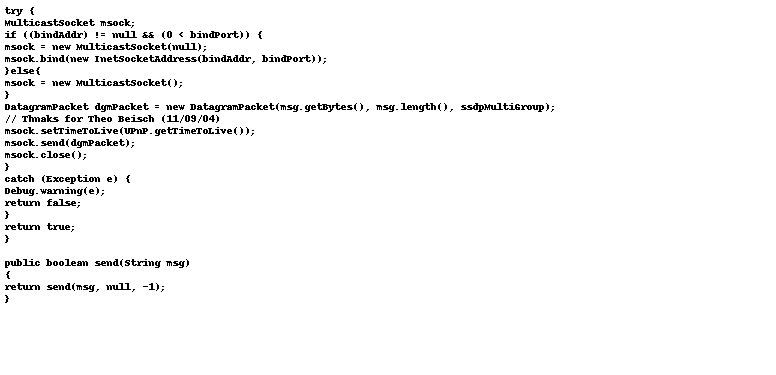 try {
MulticastSocket msock;
if ((bindAddr) != null && (0 < bindPort)) {
msock = new MulticastSocket(null);
msock.bind(new InetSocketAddress(bindAddr, bindPort));
}else{
msock = new MulticastSocket();
}
DatagramPacket dgmPacket = new DatagramPacket(msg.getBytes(), msg.length(), ssdpMultiGroup);
// Thnaks for Theo Beisch (11/09/04)
msock.setTimeToLive(UPnP.getTimeToLive());
msock.send(dgmPacket);
msock.close();
}
catch (Exception e) {
Debug.warning(e);
return false;
}
return true;
}

public boolean send(String msg)
{
return send(msg, null, -1);
}